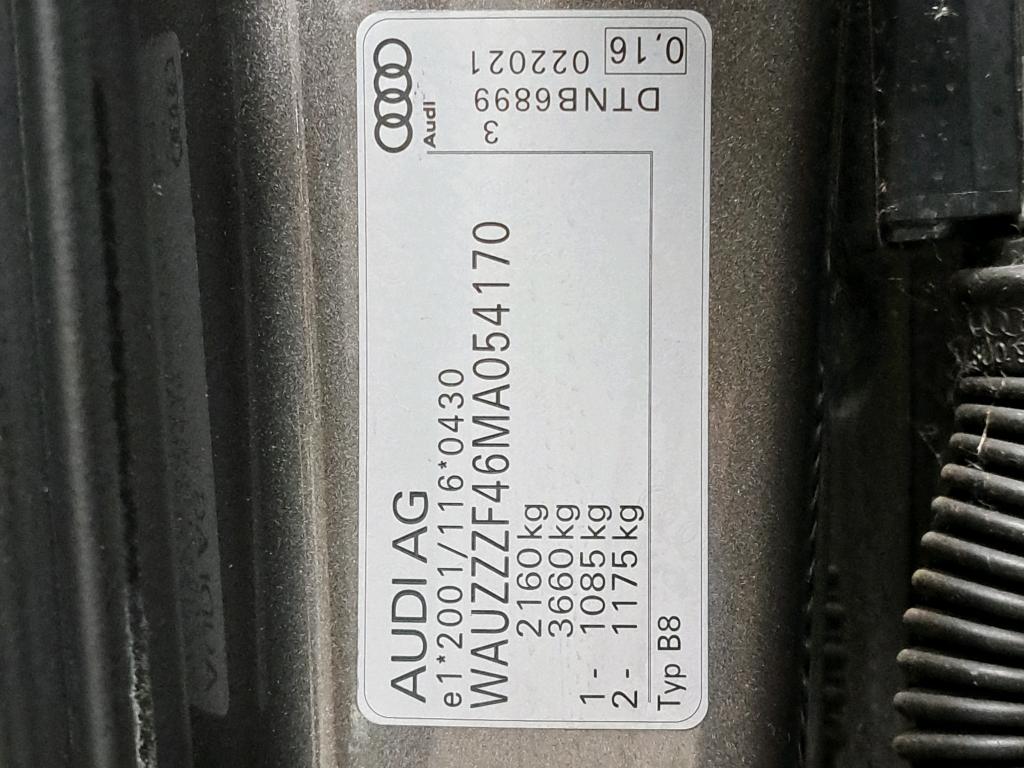 AUDI AG
e1*2001/116*0430
WAUZZZF46MA054170
2160 kg
3660 kg
1 - 1085 kg
2 - 1175 kg
Typ B8
Audi
3
DTNB6899
022021
0,16